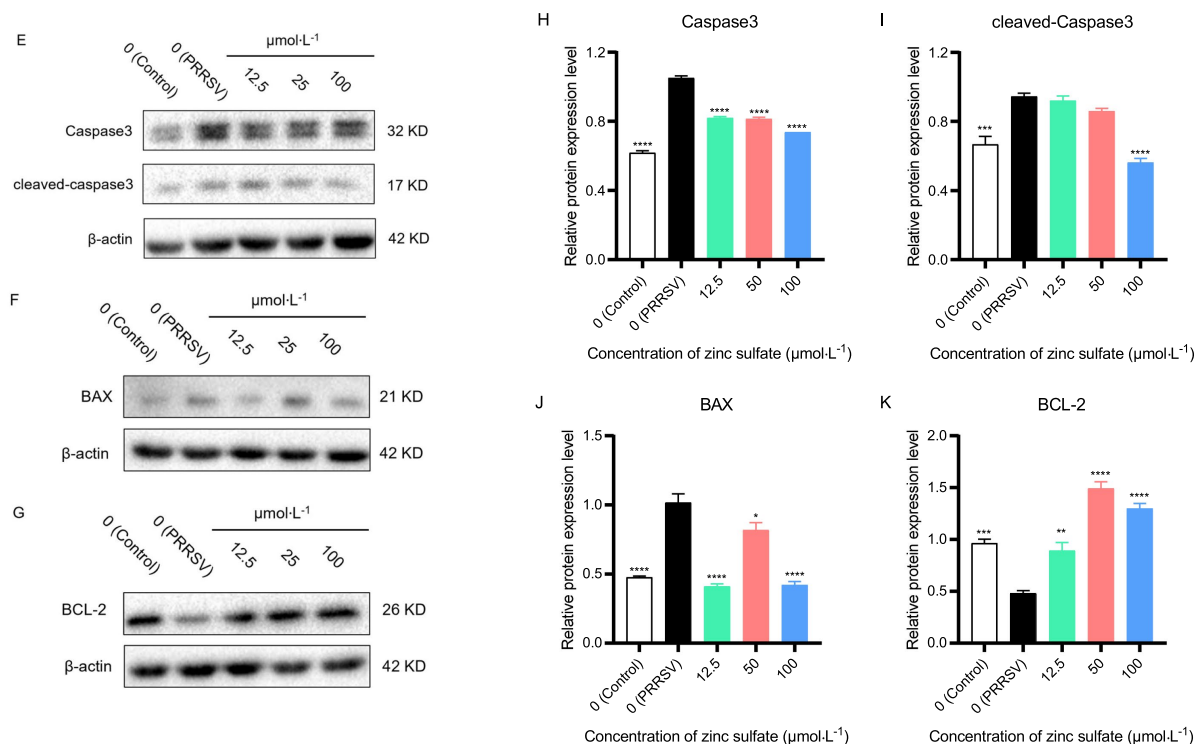 E
0 (Control)
0 (PRRSV)
µmol·L-1
12.5
25
100
Caspase3
32 KD
cleaved-caspase3
17 KD
β-actin
42 KD
F
0 (Control)
0 (PRRSV)
µmol·L-1
12.5
25
100
BAX
21 KD
β-actin
42 KD
G
0 (Control)
0 (PRRSV)
µmol·L-1
12.5
25
100
BCL-2
26 KD
β-actin
42 KD
H
Caspase3
Relative protein expression level
1.2
0.8
0.4
0.0
****
****
****
****
0 (Control)
0 (PRRSV)
12.5
50
100
Concentration of zinc sulfate (µmol·L-1)
I
cleaved-Caspase3
Relative protein expression level
1.2
0.8
0.4
0.0
***
****
0 (Control)
0 (PRRSV)
12.5
50
100
Concentration of zinc sulfate (µmol·L-1)
J
BAX
Relative protein expression level
1.5
1.0
0.5
0.0
****
****
*
****
0 (Control)
0 (PRRSV)
12.5
50
100
Concentration of zinc sulfate (µmol·L-1)
K
BCL-2
Relative protein expression level
2.0
1.5
1.0
0.5
0.0
***
**
****
****
0 (Control)
0 (PRRSV)
12.5
50
100
Concentration of zinc sulfate (µmol·L-1)